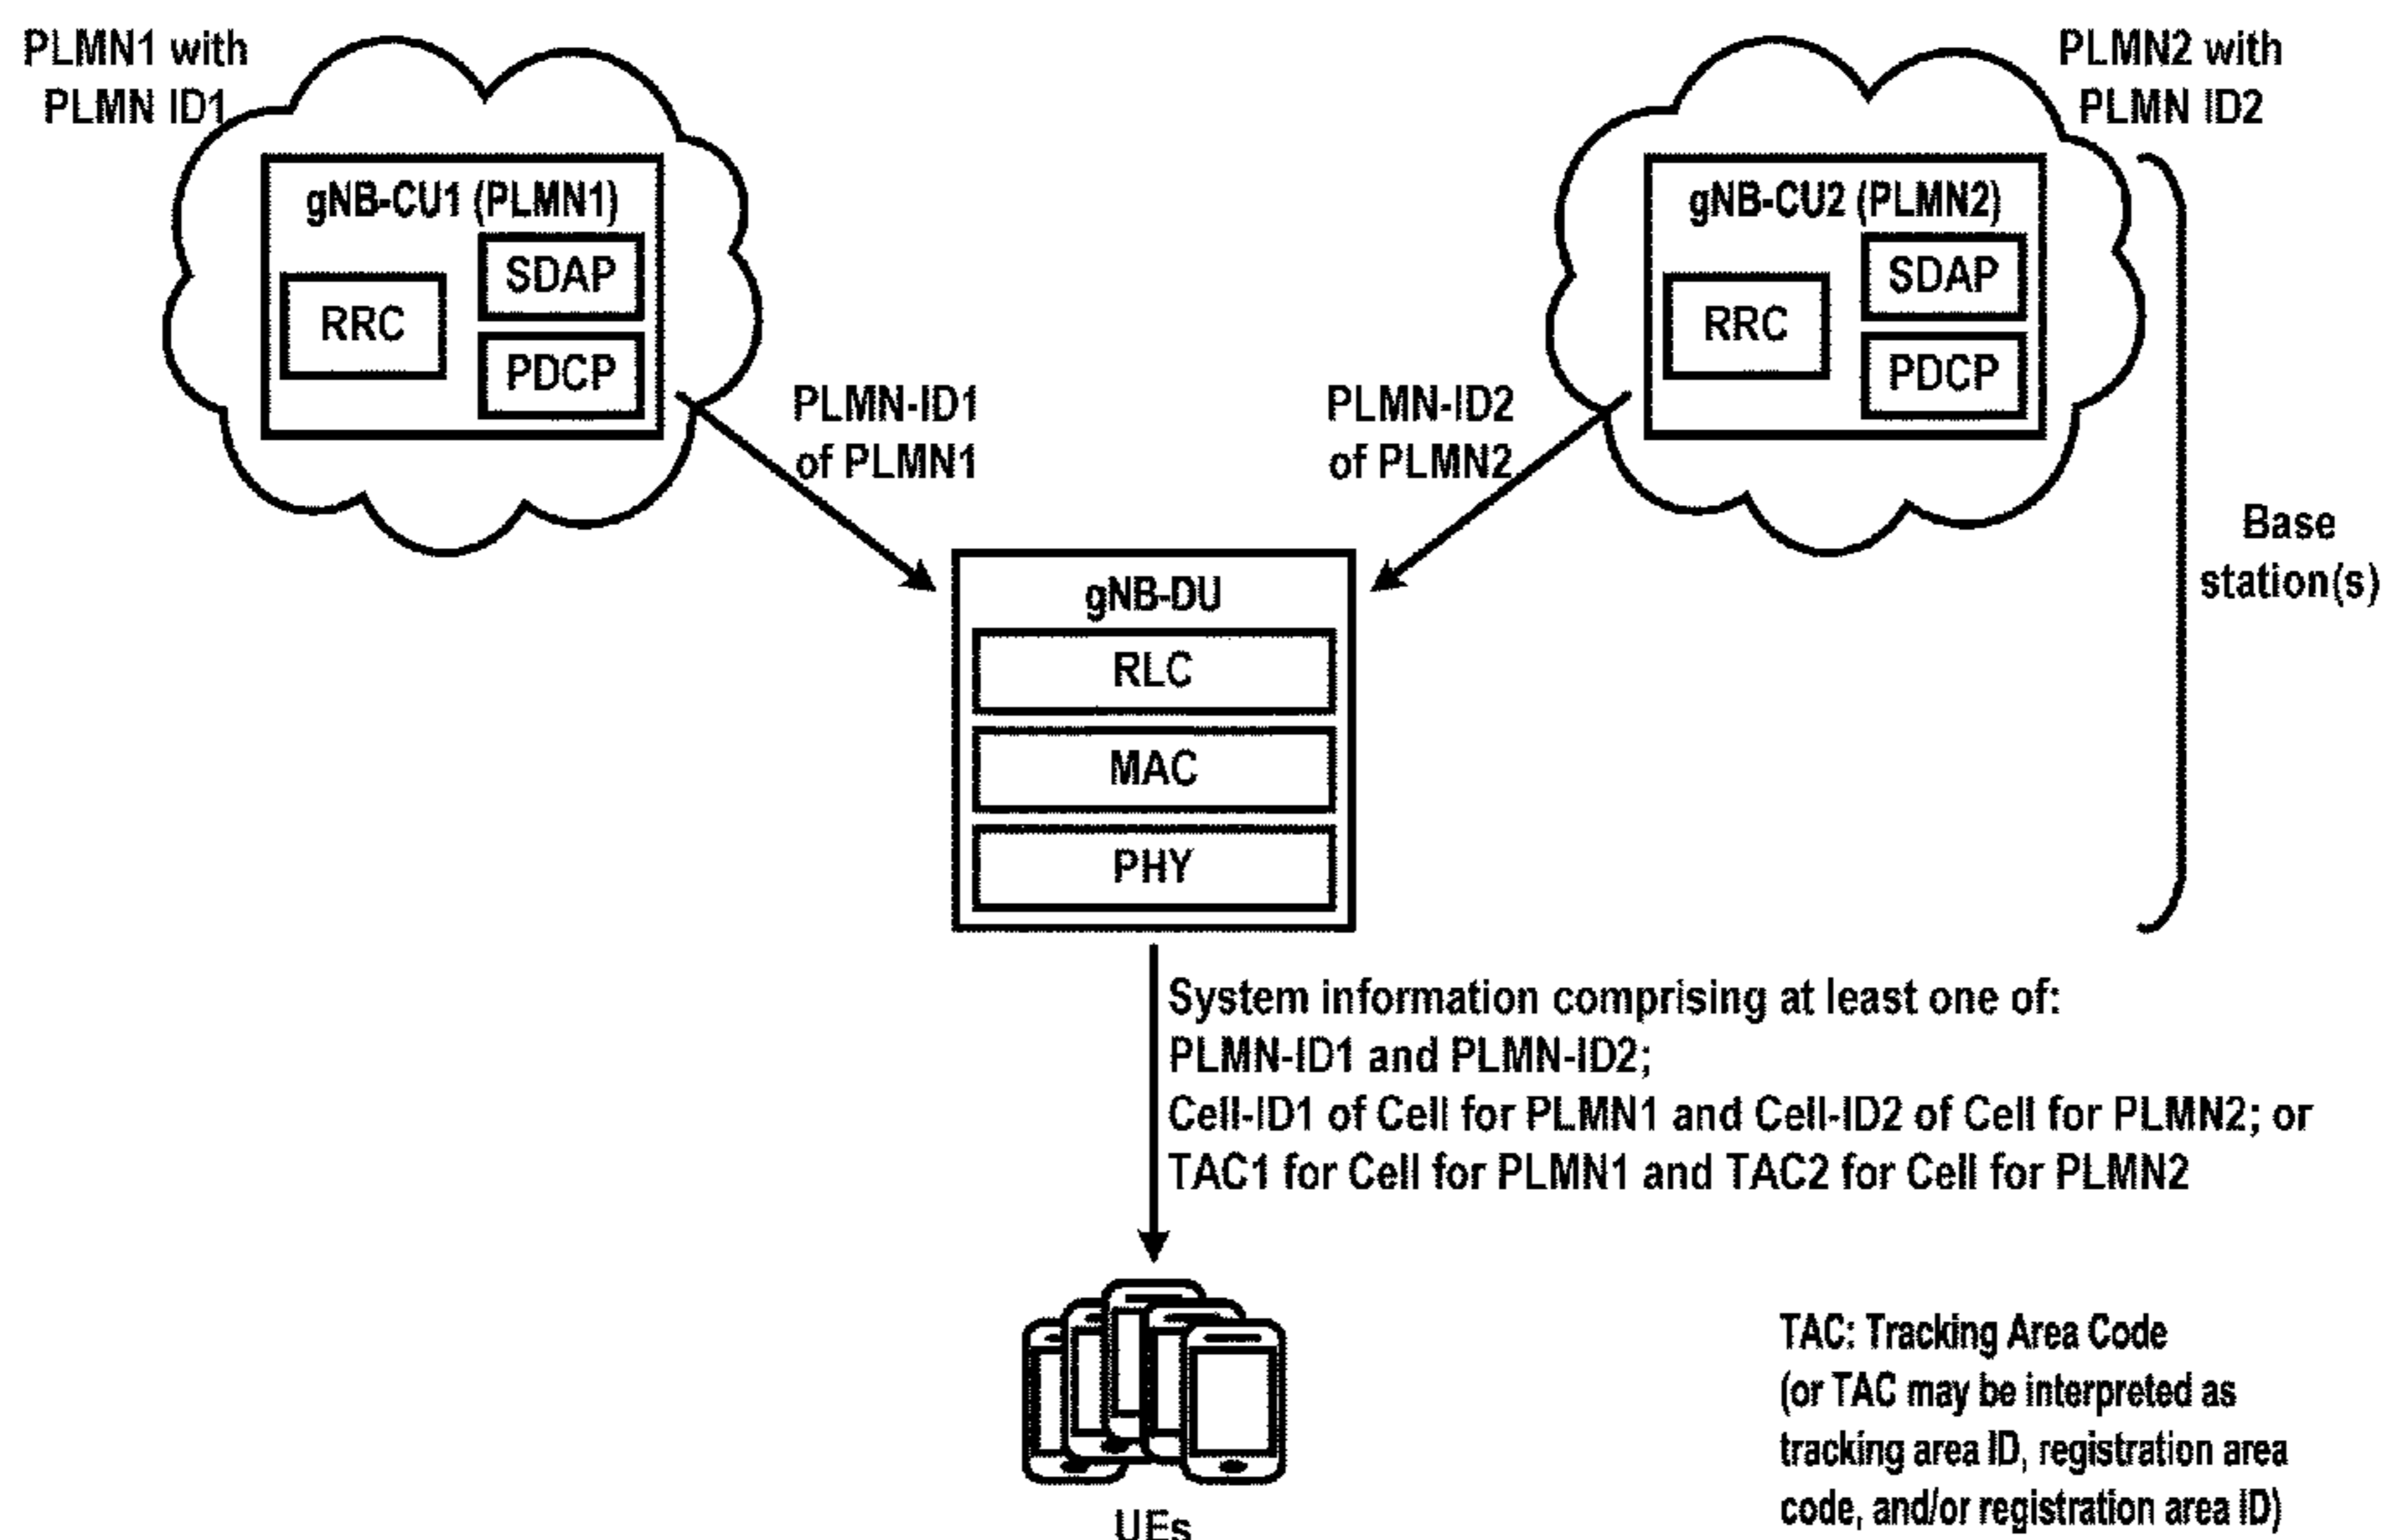 PLMN1 with
PLMN ID1
gNB-CU1 (PLMN1)
RRC
SDAP
PDCP
PLMN2 with
PLMN ID2
gNB-CU2 (PLMN2)
RRC
SDAP
PDCP
PLMN-ID1
of PLMN1
PLMN-ID2
of PLMN2
Base
station(s)
gNB-DU
RLC
MAC
PHY
System information comprising at least one of:
PLMN-ID1 and PLMN-ID2;
Cell-ID1 of Cell for PLMN1 and Cell-ID2 of Cell for PLMN2; or
TAC1 for Cell for PLMN1 and TAC2 for Cell for PLMN2
UEs
TAC: Tracking Area Code
(or TAC may be interpreted as
tracking area ID, registration area
code, and/or registration area ID)